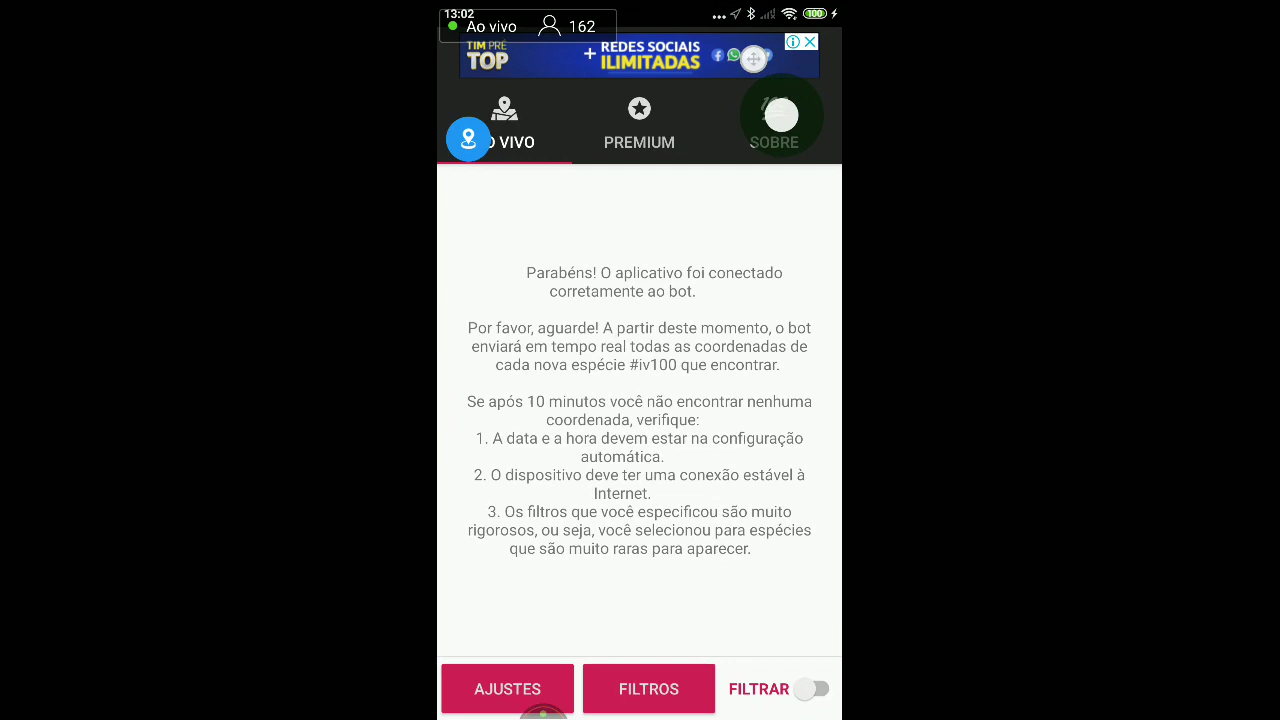 13:02
100
Ao vivo 162
TIM PRÉ
TOP
+ REDES SOCIAIS
ILIMITADAS
VIVO PREMIUM SOBRE
Parabéns! O aplicativo foi conectado
corretamente ao bot.
Por favor, aguarde! A partir deste momento, o bot
enviará em tempo real todas as coordenadas de
cada nova espécie #iv100 que encontrar.
Se após 10 minutos você não encontrar nenhuma
coordenada, verifique:
1. A data e a hora devem estar na configuração
automática.
2. O dispositivo deve ter uma conexão estável à
Internet.
3. Os filtros que você especificou são muito
rigorosos, ou seja, você selecionou para espécies
que são muito raras para aparecer.
AJUSTES FILTROS FILTRAR